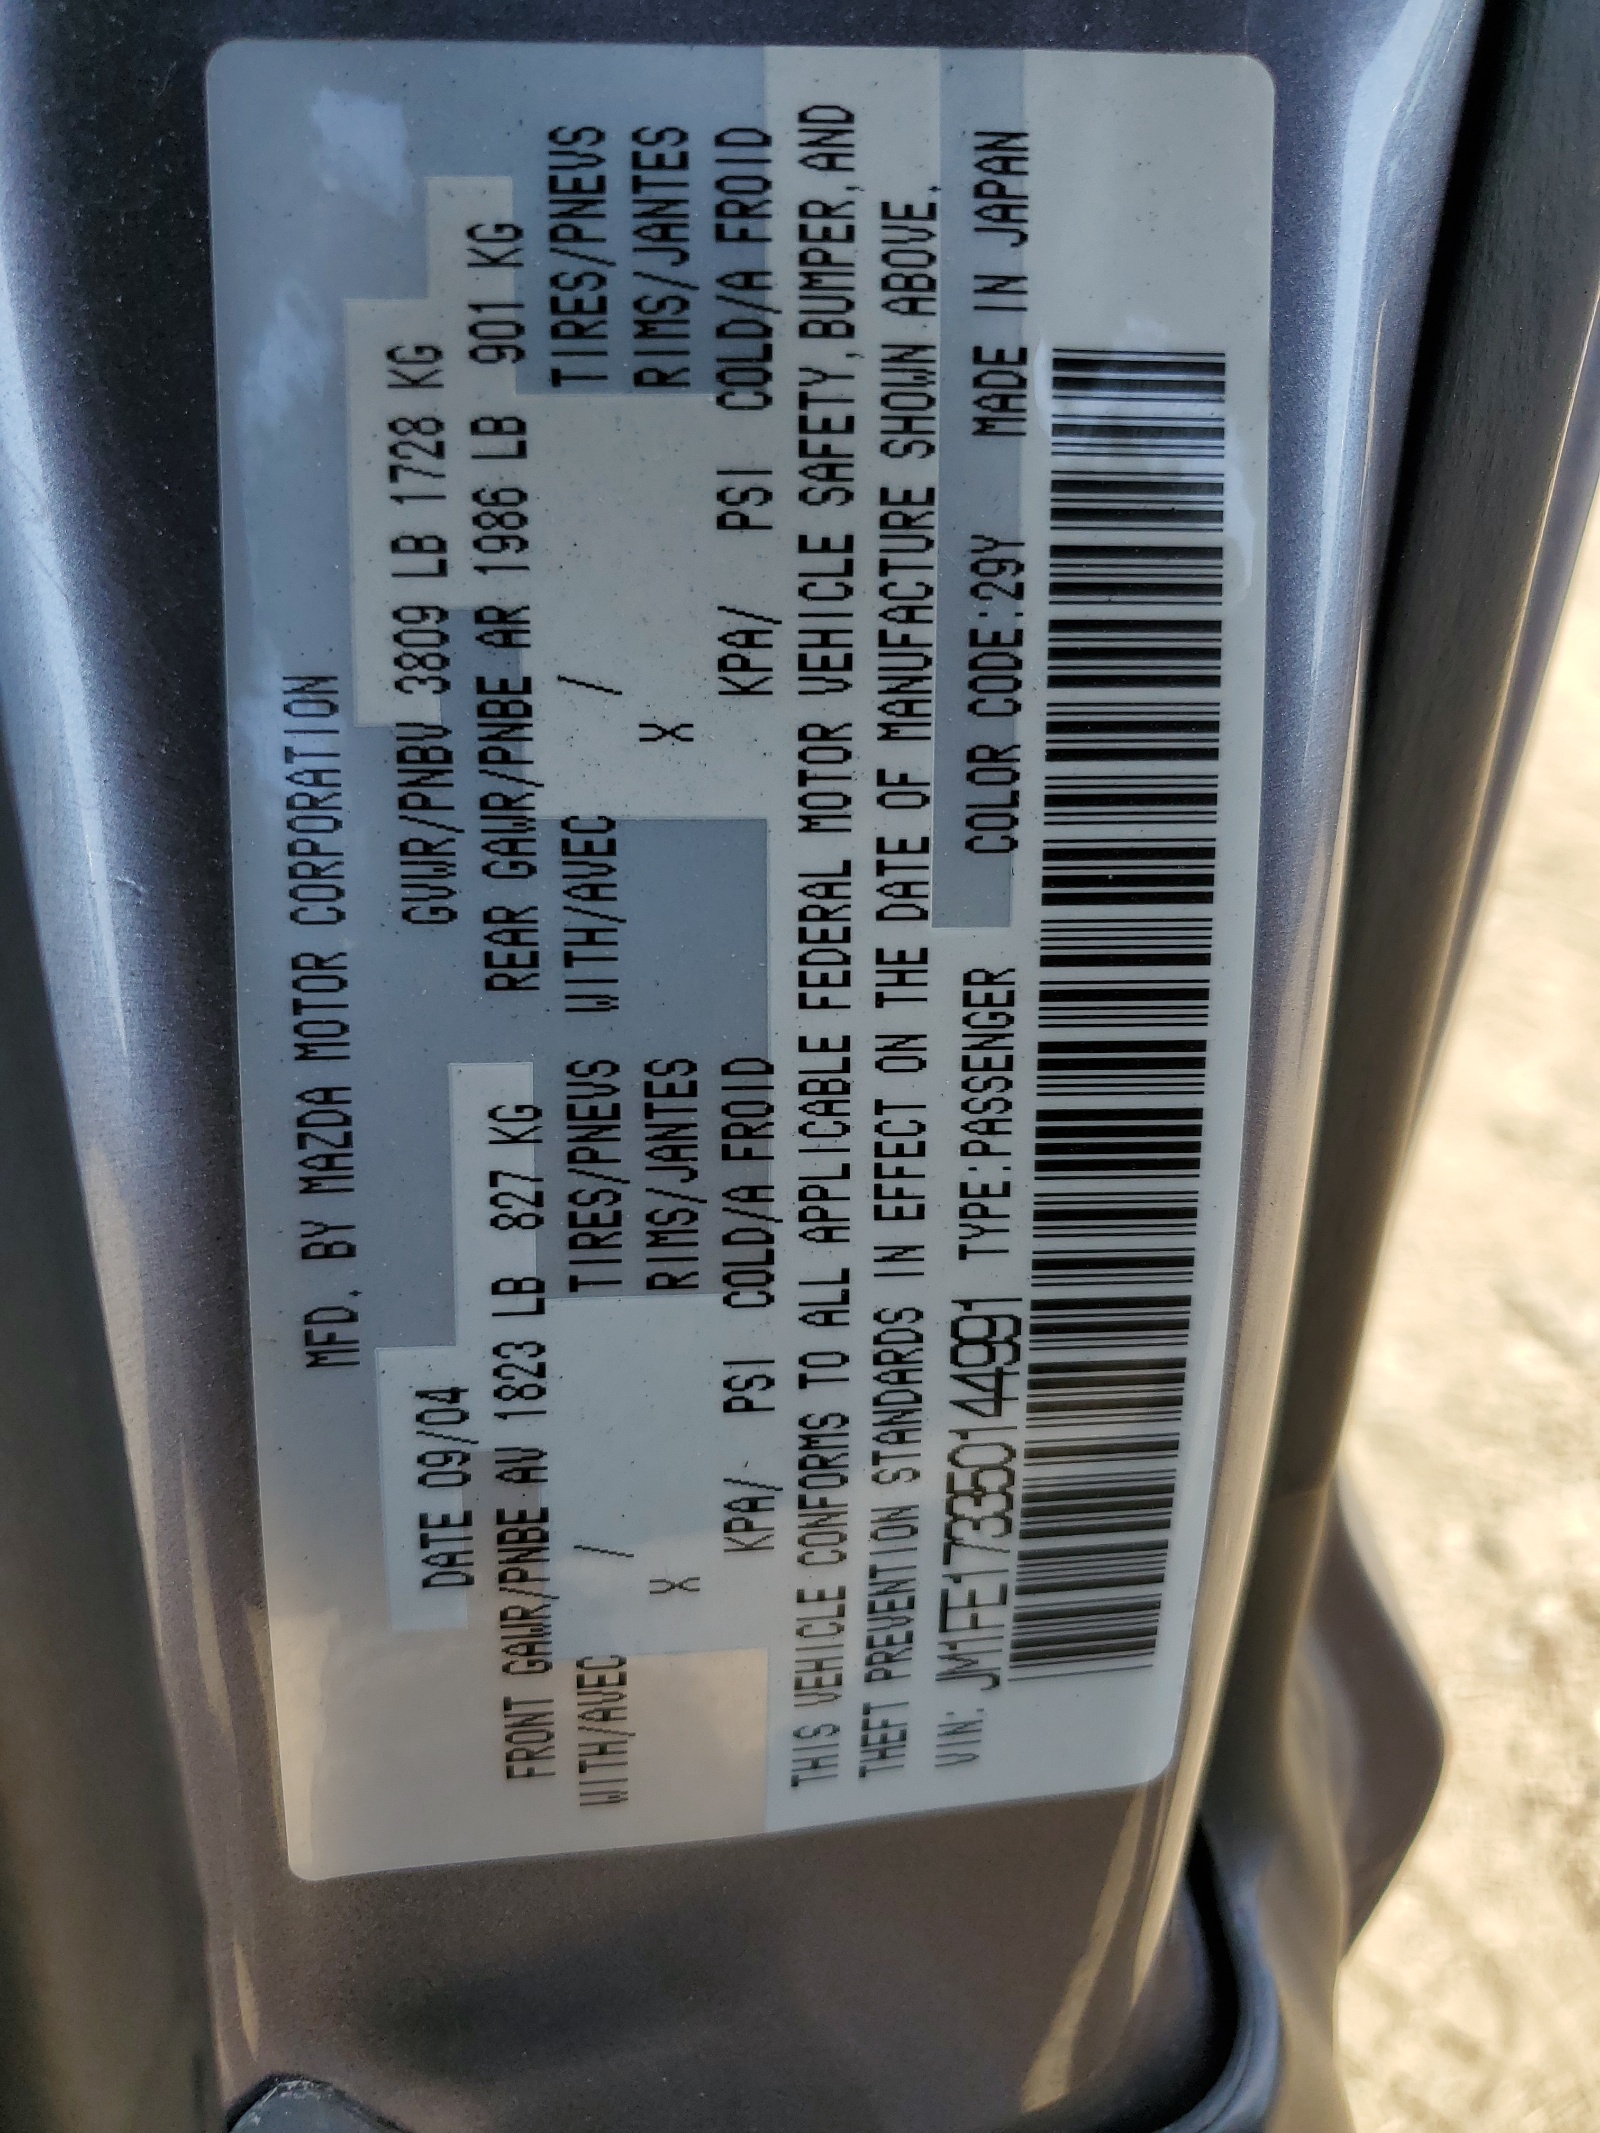 MFD. BY MAZDA MOTOR CORPORATION
DATE 09/04 GVWR/PNBV 3809 LB 1728 KG
FRONT GAWR/PNBE AV 1823 LB 827 KG REAR GAWR/PNBE AR 1986 LB 901 KG
WITH/AVEC / TIRES/PNEUS WITH/AVEC / TIRES/PNEUS
X RIMS/JANTES X RIMS/JANTES
KPA/ PSI COLD/A FROID KPA/ PSI COLD/A FROID
THIS VEHICLE CONFORMS TO ALL APPLICABLE FEDERAL MOTOR VEHICLE SAFETY,BUMPER,AND
THEFT PREVENTION STANDARDS IN EFFECT ON THE DATE OF MANUFACTURE SHOWN ABOVE.
VIN: JM1FE173350144991 TYPE:PASSENGER COLOR CODE:29Y MADE IN JAPAN